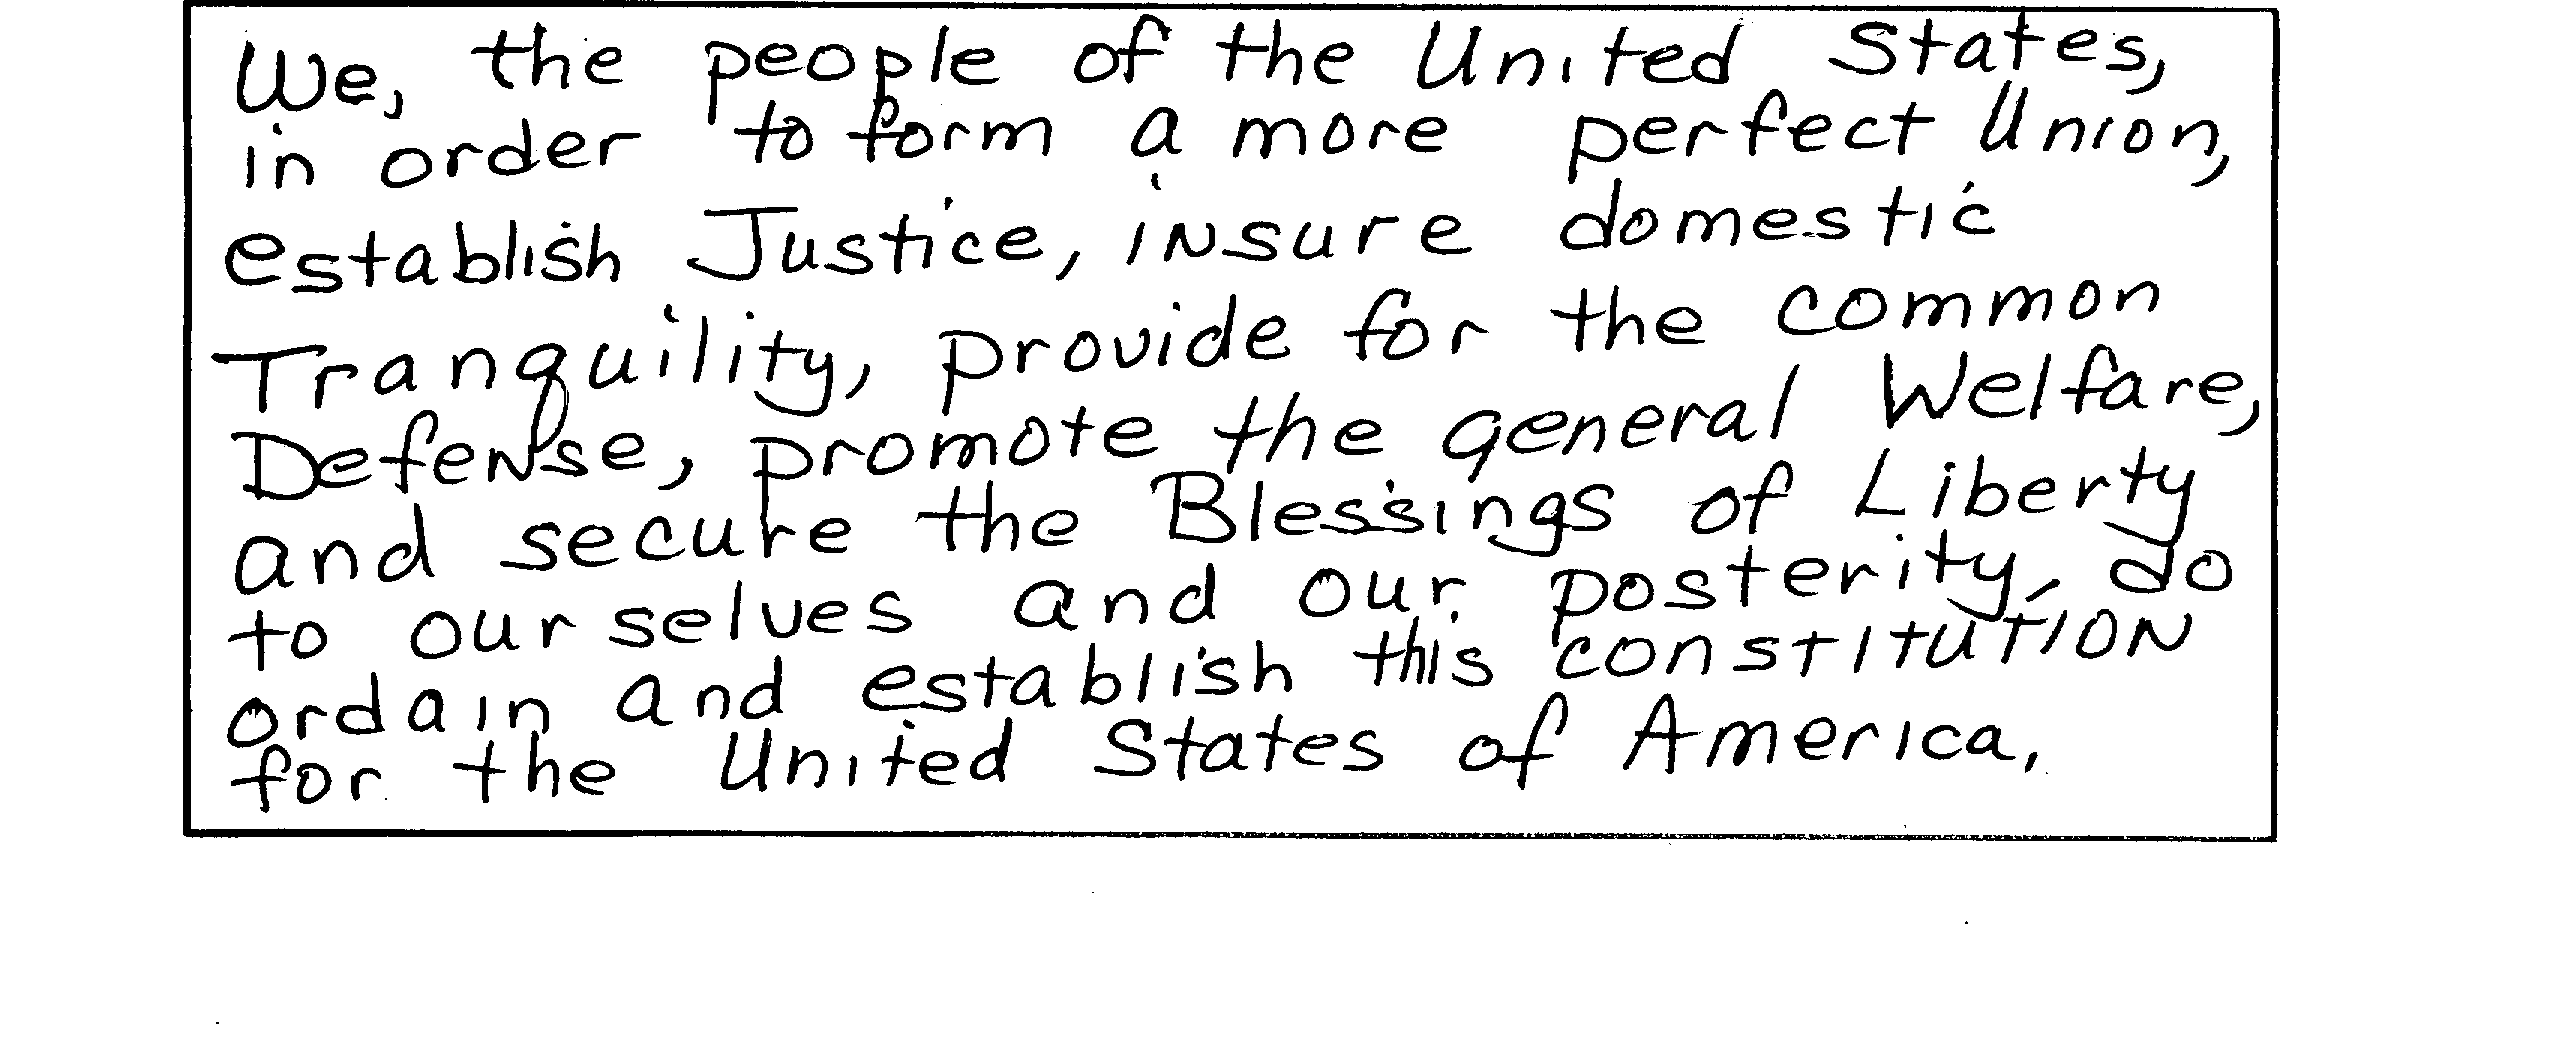 We, the people of the United States,
in order to form a more perfect Union,
establish Justice, insure domestic
Tranquility, provide for the common
Defense, promote the general Welfare,
and secure the Blessings of Liberty
to ourselves and our posterity, do
ordain and establish this constitution
for the United States of America.